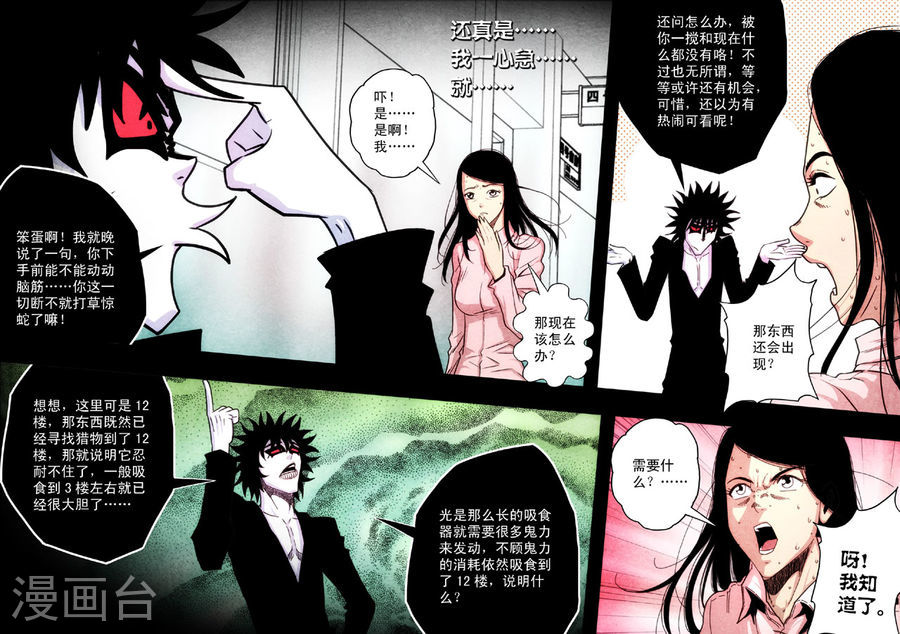 笨蛋啊！我就晚
说了一句，你下
手前能不能动动
脑筋……你这一
切断不就打草惊
蛇了嘛！
吓！
是……
是啊！
我……
还真是……
我一心急……
就……
四
那现在
该怎么
办？
还问怎么办，被
你一搅和现在什
么都没有咯！不
过也无所谓，等
等或许还有机会，
可惜，还以为有
热闹可看呢！
那东西
还会出
现？
想想，这里可是12
楼，那东西既然已
经寻找猎物到了12
楼，那就说明它忍
耐不住了，一般吸
食到3楼左右就已
经很大胆了……
光是那么长的吸食
器就需要很多鬼力
来发动，不顾鬼力
的消耗依然吸食到
了12楼，说明什
么？
需要什
么？……
呀！
我知
道了。
漫画台